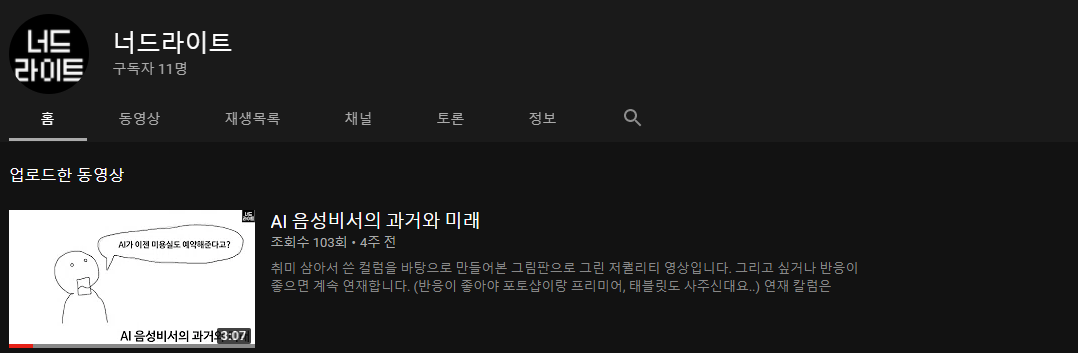 너드
라이트
너드라이트
구독자 11명
홈
동영상
재생목록
채널
토론
정보
업로드한 동영상
너드
라이트
AI가 이젠 미용실도 예약해준다고?
AI 음성비서의 과거와
3:07
AI 음성비서의 과거와 미래
조회수 103회 • 4주 전
취미 삼아서 쓴 컬럼을 바탕으로 만들어본 그림판으로 그린 저퀄리티 영상입니다. 그리고 싶거나 반응이
좋으면 계속 연재합니다. (반응이 좋아야 포토샵이랑 프리미어, 태블릿도 사주신대요..) 연재 칼럼은